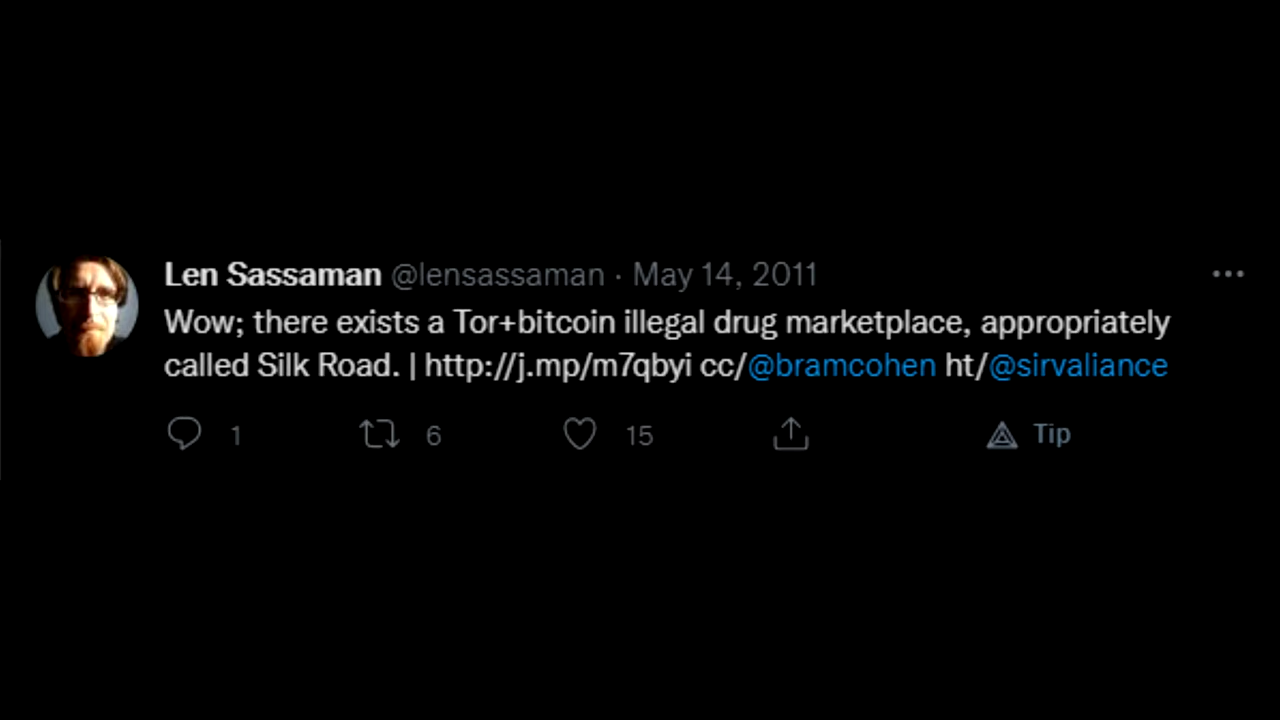 Len Sassaman @lensassaman · May 14, 2011
Wow; there exists a Tor+bitcoin illegal drug marketplace, appropriately
called Silk Road. | http://j.mp/m7qbyi cc/@bramcohen ht/@sirvaliance
1 6 15 Tip